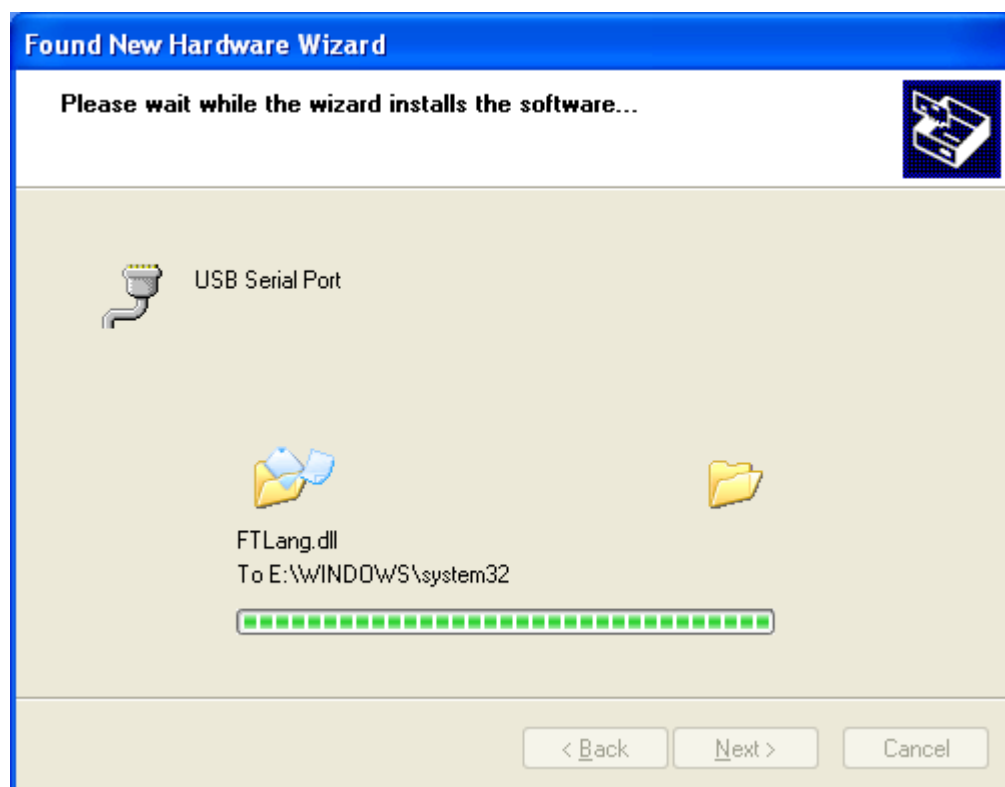 Found New Hardware Wizard
Please wait while the wizard installs the software...
USB Serial Port
FTLang.dll
To E:\WINDOWS\system32
< Back
Next >
Cancel